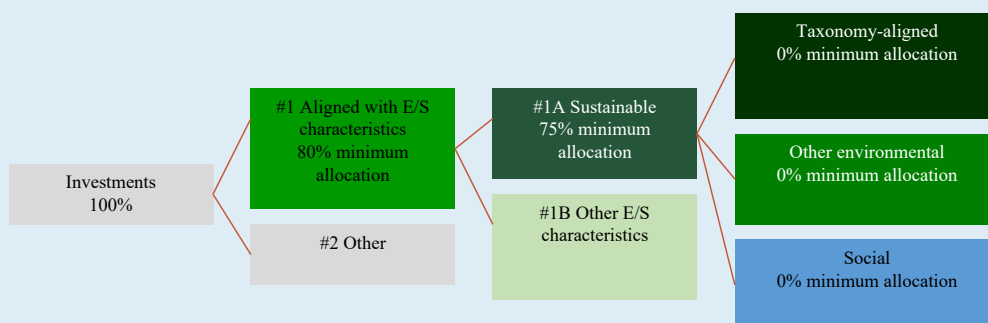 Investments
100%
#1 Aligned with E/S
characteristics
80% minimum
allocation
#2 Other
#1A Sustainable
75% minimum
allocation
#1B Other E/S
characteristics
Taxonomy-aligned
0% minimum allocation
Other environmental
0% minimum allocation
Social
0% minimum allocation